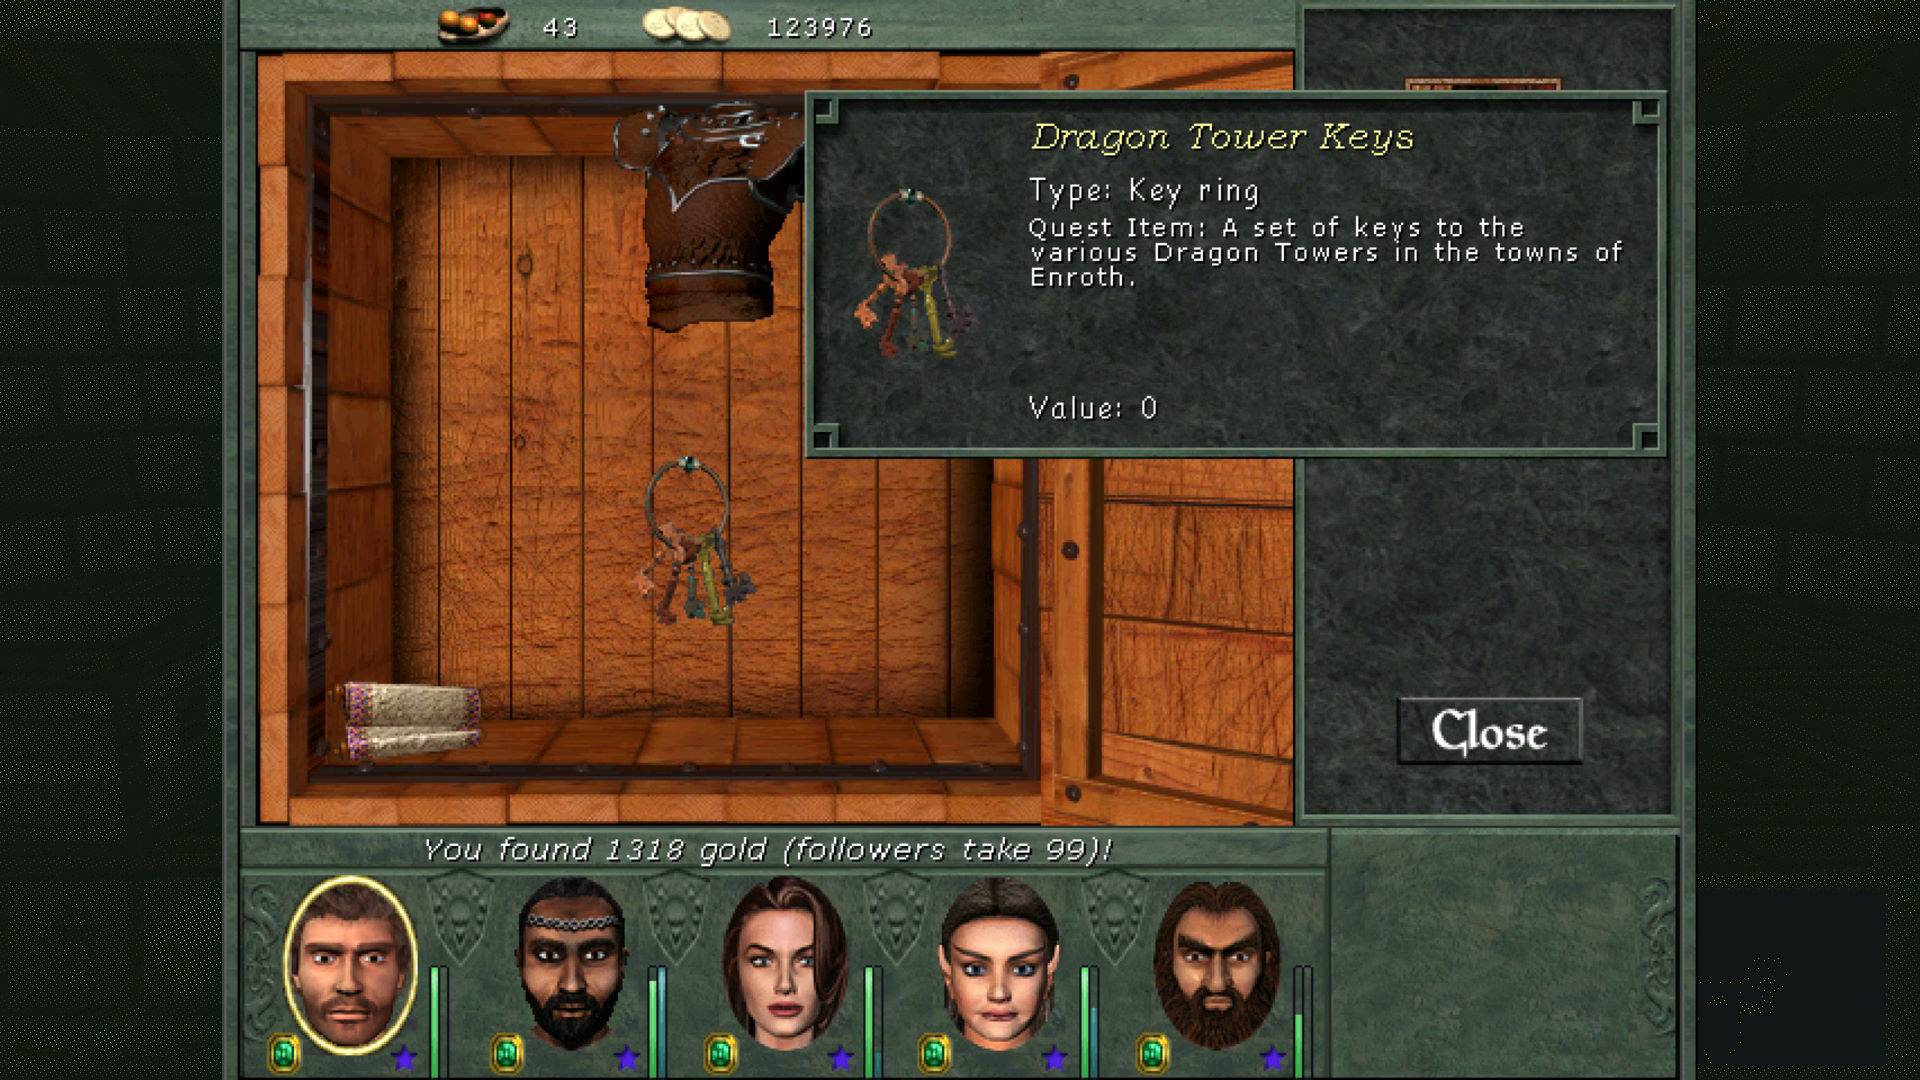 43 123976
Dragon Tower Keys
Type: Key ring
Quest Item: A set of keys to the
various Dragon Towers in the towns of
Enroth.
Value: 0
Close
You found 1318 gold (followers take 99)!